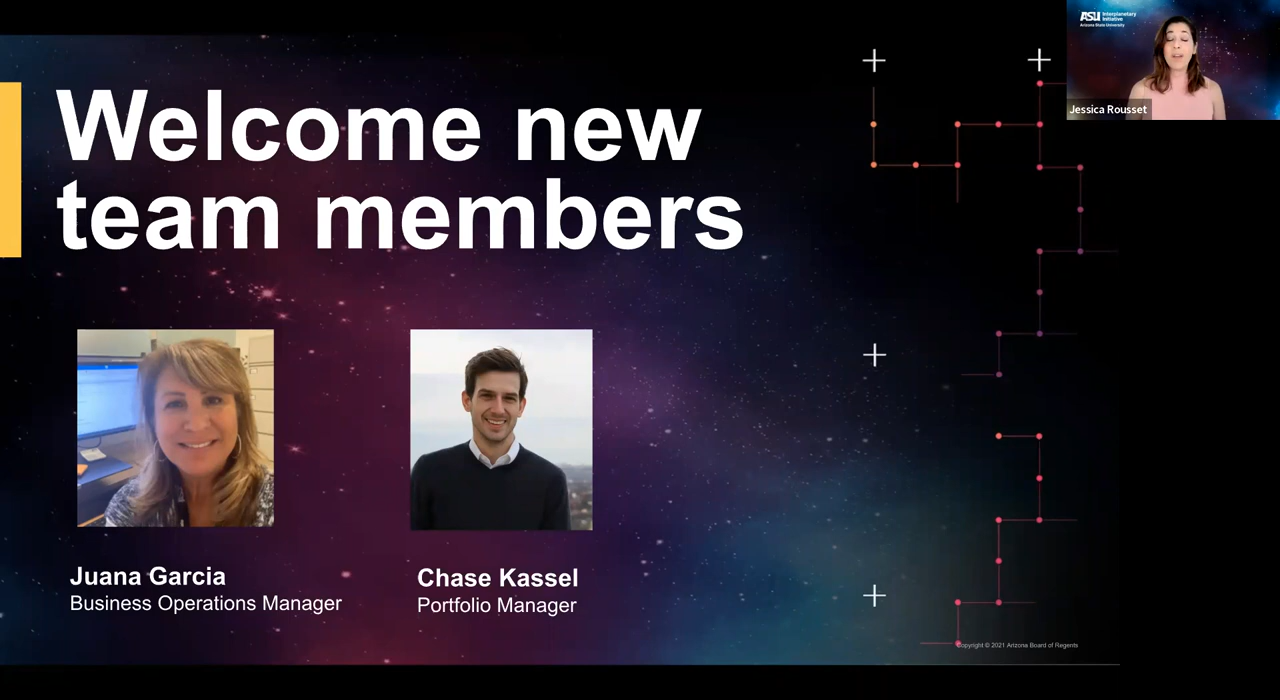 Welcome new
team members
Juana Garcia
Business Operations Manager
Chase Kassel
Portfolio Manager
Copyright © 2021 Arizona Board of Regents
ASU Interplanetary
Initiative
Arizona State University
Jessica Rousset